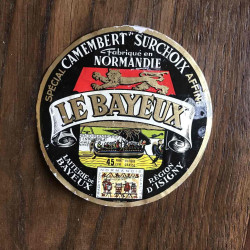 SPÉCIAL CAMEMBERT SURCHOIX AFFINÉ
Fabriqué en
NORMANDIE
LE BAYEUX
45
LAITERIE DE
BAYEUX
RÉGION
D'ISIGNY